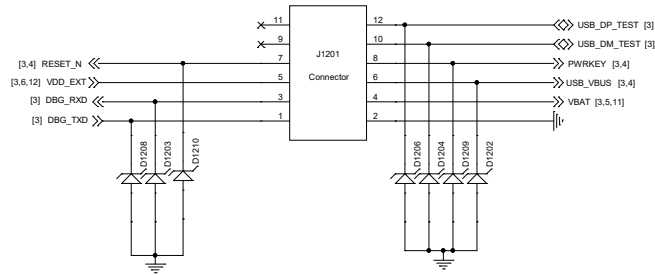 11 12 USB_DP_TEST [3]
9 10 USB_DM_TEST [3]
J1201
[3,4] RESET_N 7 8 PWRKEY [3,4]
Connector
[3,6,12] VDD_EXT 5 6 USB_VBUS [3,4]
[3] DBG_RXD 3 4 VBAT [3,5,11]
[3] DBG_TXD 1 2
D1208 D1203 D1210 D1206 D1204 D1209 D1202